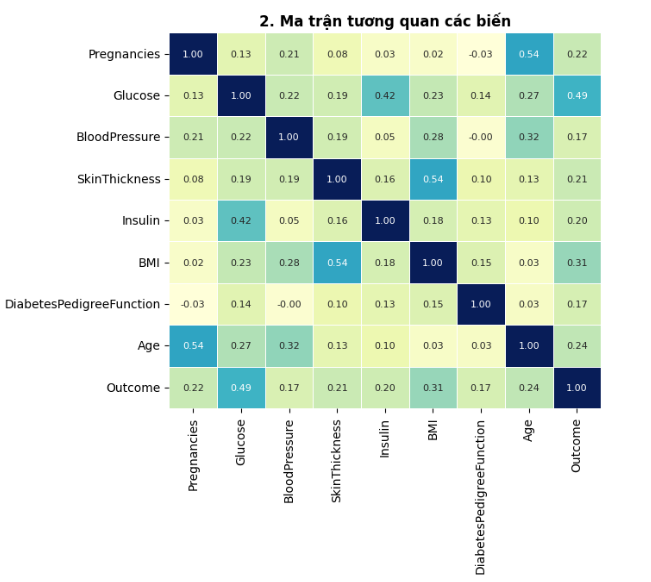 2. Ma trận tương quan các biến
Pregnancies 1.00 0.13 0.21 0.08 0.03 0.02 -0.03 0.54 0.22
Glucose 0.13 1.00 0.22 0.19 0.42 0.23 0.14 0.27 0.49
BloodPressure 0.21 0.22 1.00 0.19 0.05 0.28 -0.00 0.32 0.17
SkinThickness 0.08 0.19 0.19 1.00 0.16 0.54 0.10 0.13 0.21
Insulin 0.03 0.42 0.05 0.16 1.00 0.18 0.13 0.10 0.20
BMI 0.02 0.23 0.28 0.54 0.18 1.00 0.15 0.03 0.31
DiabetesPedigreeFunction -0.03 0.14 -0.00 0.10 0.13 0.15 1.00 0.03 0.17
Age 0.54 0.27 0.32 0.13 0.10 0.03 0.03 1.00 0.24
Outcome 0.22 0.49 0.17 0.21 0.20 0.31 0.17 0.24 1.00
Pregnancies
Glucose
BloodPressure
SkinThickness
Insulin
BMI
DiabetesPedigreeFunction
Age
Outcome